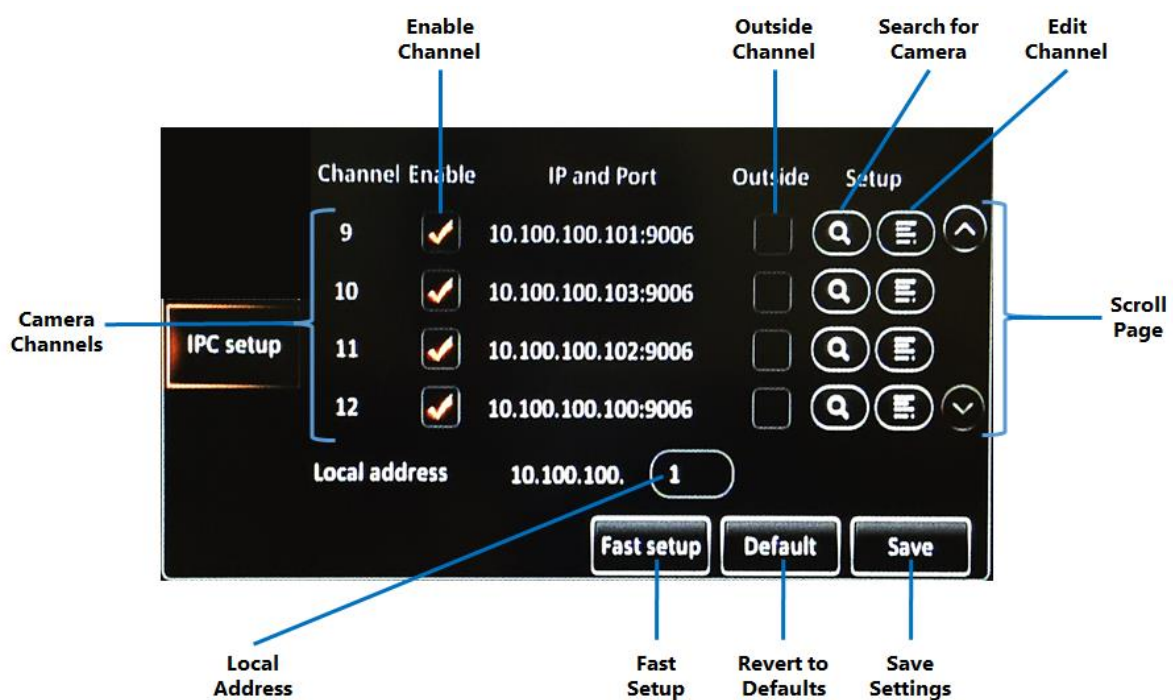 Enable
Channel
Outside
Channel
Search for
Camera
Edit
Channel
Channel Enable IP and Port Outside Setup
9 10.100.100.101:9006
10 10.100.100.103:9006
11 10.100.100.102:9006
12 10.100.100.100:9006
Camera
Channels
IPC setup
Scroll
Page
Local address 10.100.100. 1
Fast setup Default Save
Local
Address
Fast
Setup
Revert to
Defaults
Save
Settings